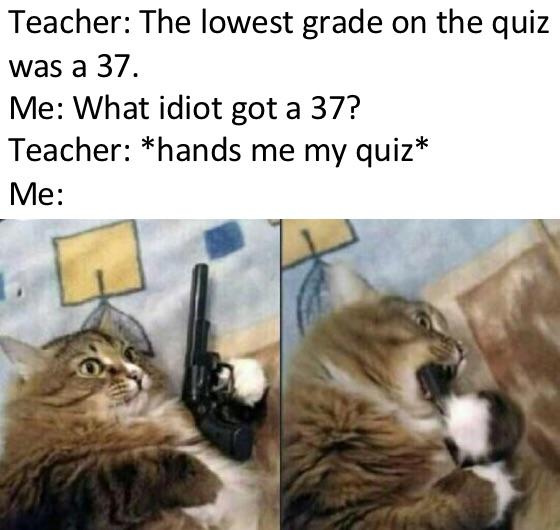 Teacher: The lowest grade on the quiz
was a 37.
Me: What idiot got a 37?
Teacher: *hands me my quiz*
Me: